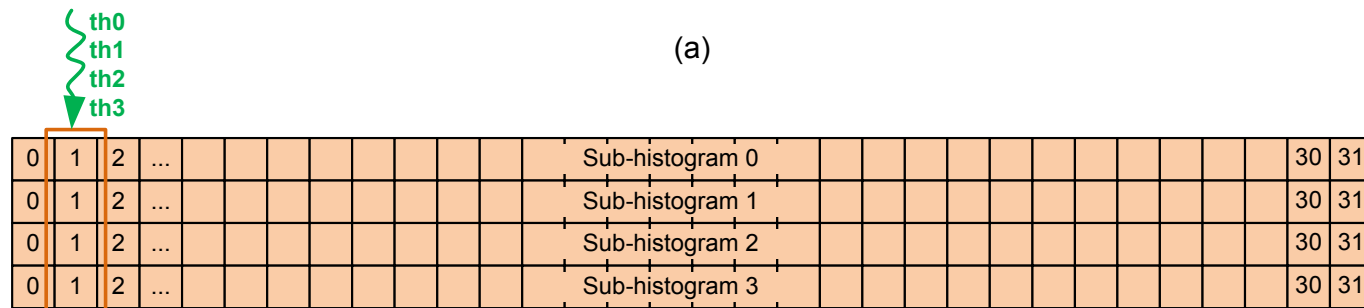 th0
th1
(a)
th2
th3
0 1 2 ... Sub-histogram 0 30 31
0 1 2 ... Sub-histogram 1 30 31
0 1 2 ... Sub-histogram 2 30 31
0 1 2 ... Sub-histogram 3 30 31